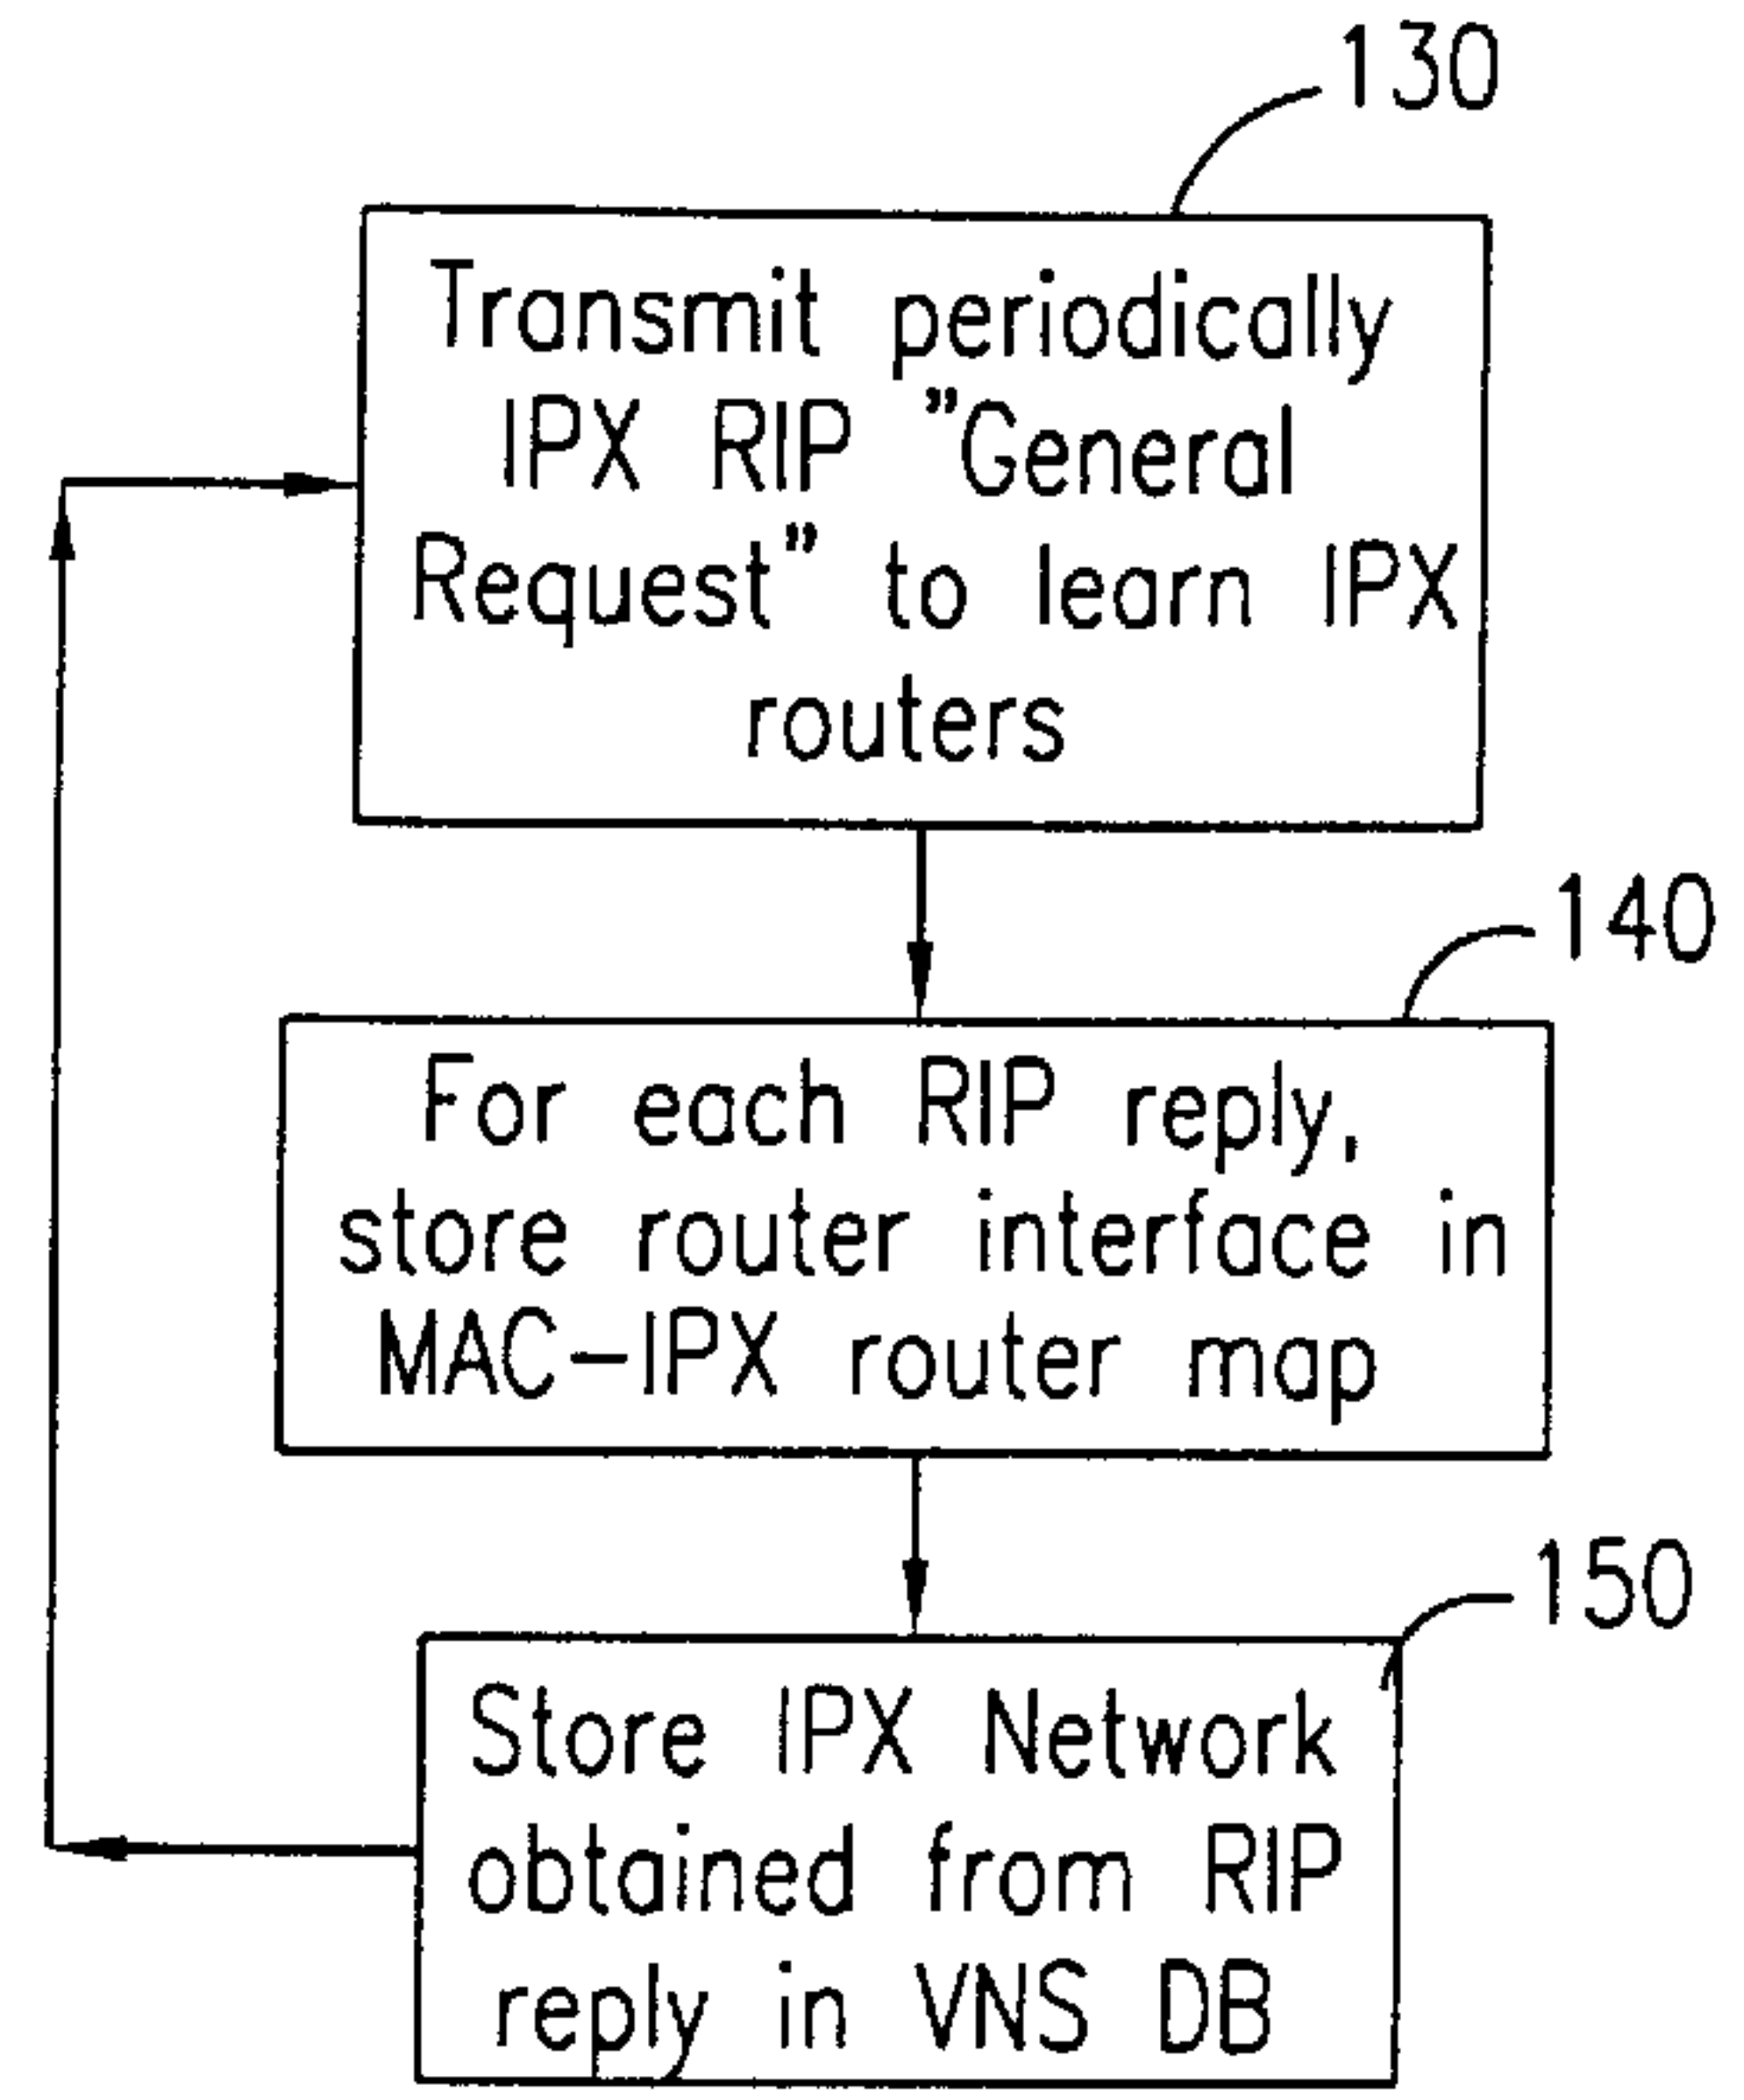 130
Transmit periodically
IPX RIP "General
Request" to learn IPX
routers
140
For each RIP reply,
store router interface in
MAC-IPX router map
150
Store IPX Network
obtained from RIP
reply in VNS DB